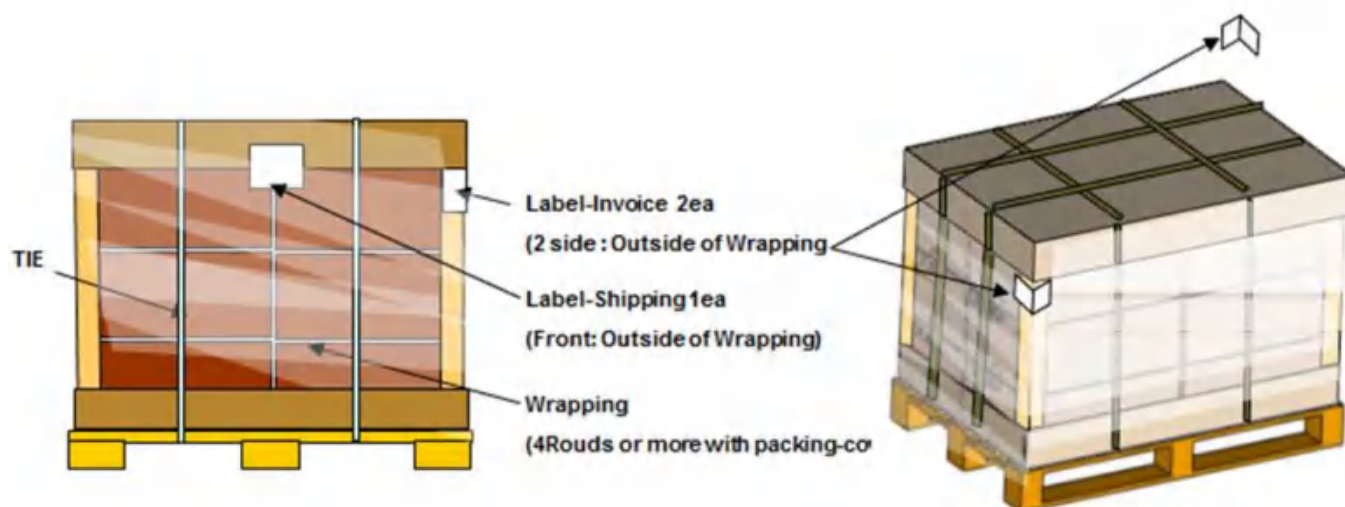 TIE
Label-Invoice 2ea
(2 side : Outside of Wrapping
Label-Shipping 1ea
(Front: Outside of Wrapping)
Wrapping
(4Rouds or more with packing-co